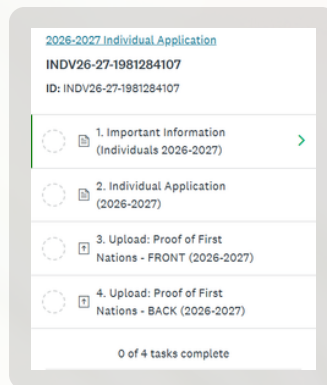 2026-2027 Individual Application
INDV26-27-1981284107
ID: INDV26-27-1981284107
1. Important Information
(Individuals 2026-2027)
2. Individual Application
(2026-2027)
3. Upload: Proof of First
Nations - FRONT (2026-2027)
4. Upload: Proof of First
Nations - BACK (2026-2027)
0 of 4 tasks complete